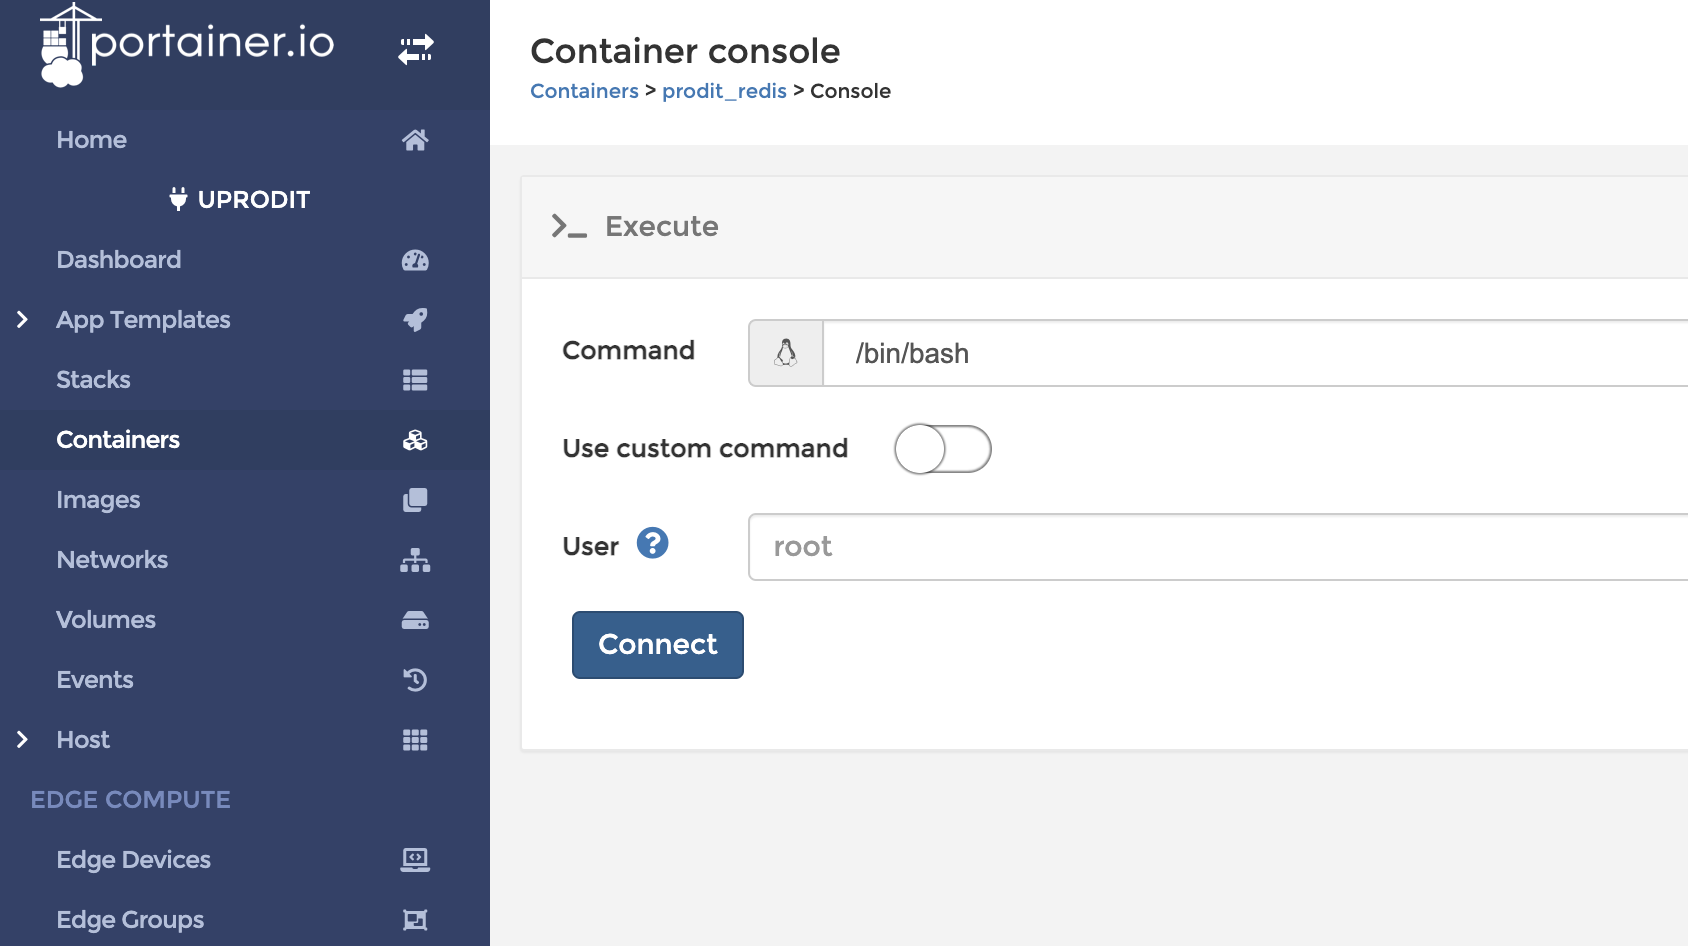 portainer.io
Home
UPRODIT
Dashboard
App Templates
Stacks
Containers
Images
Networks
Volumes
Events
Host
EDGE COMPUTE
Edge Devices
Edge Groups
Container console
Containers > prodit_redis > Console
>_ Execute
Command /bin/bash
Use custom command
User ? root
Connect